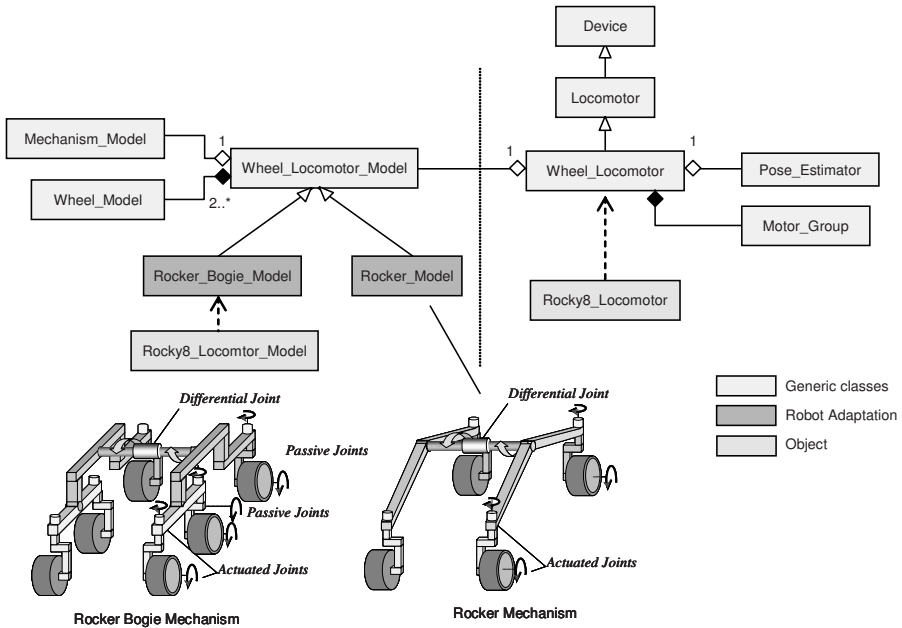 Device
Locomotor
Mechanism_Model
1
Wheel_Locomotor_Model
1
Wheel_Locomotor
1
Pose_Estimator
Wheel_Model
2..*
Motor_Group
Rocker_Bogie_Model
Rocker_Model
Rocky8_Locomotor
Rocky8_Locomtor_Model
Generic classes
Robot Adaptation
Object
Differential Joint
Passive Joints
Passive Joints
Actuated Joints
Rocker Bogie Mechanism
Differential Joint
Actuated Joints
Rocker Mechanism